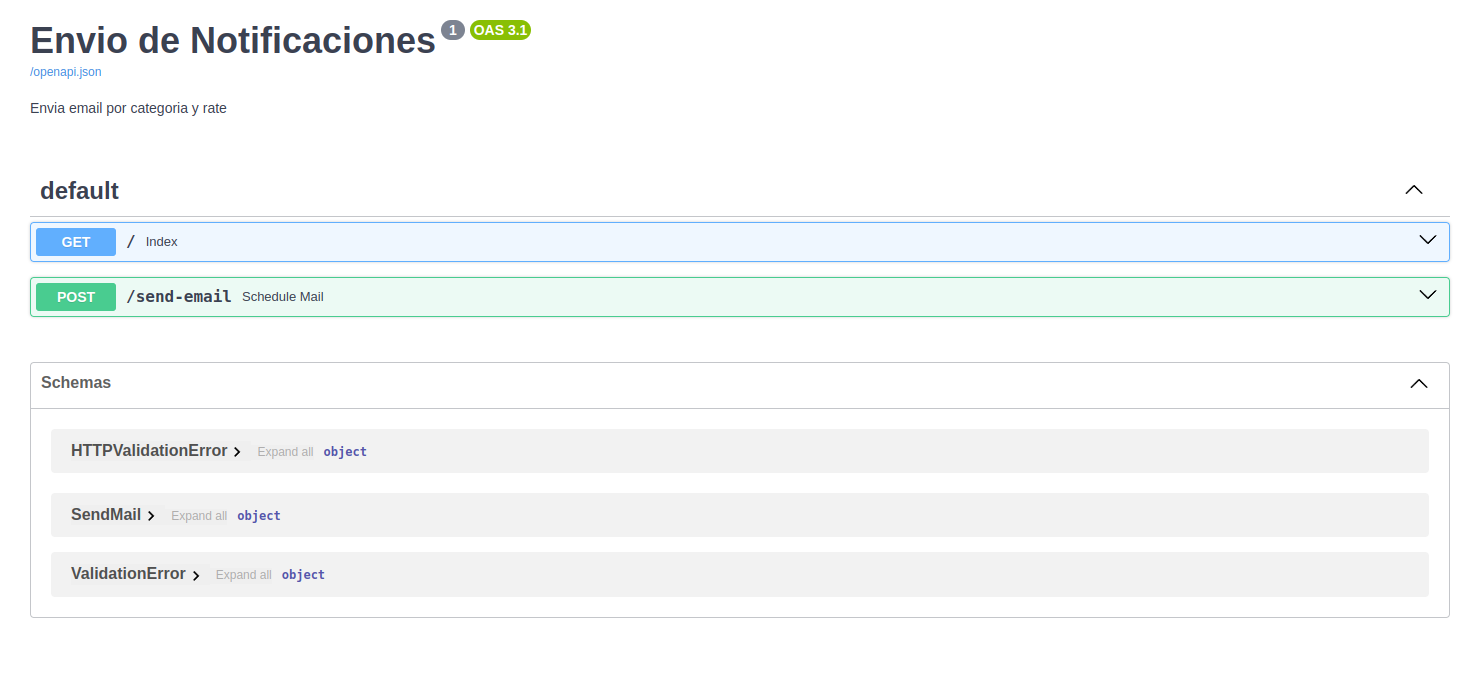 Envio de Notificaciones 1 OAS 3.1
/openapi.json
Envia email por categoria y rate
default
GET / Index
POST /send-email Schedule Mail
Schemas
HTTPValidationError Expand all object
SendMail Expand all object
ValidationError Expand all object